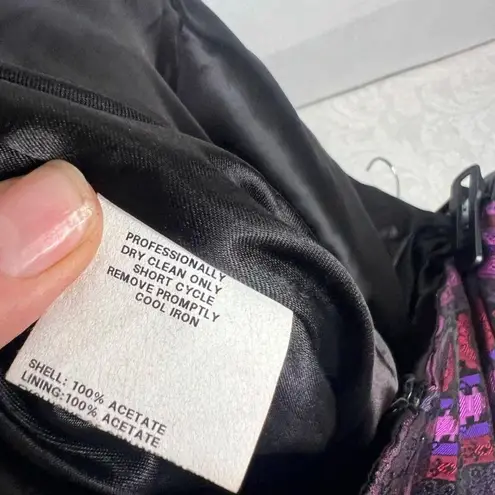 PROFESSIONALLY
DRY CLEAN ONLY
SHORT CYCLE
REMOVE PROMPTLY
COOL IRON
SHELL: 100% ACETATE
LINING:100% ACETATE